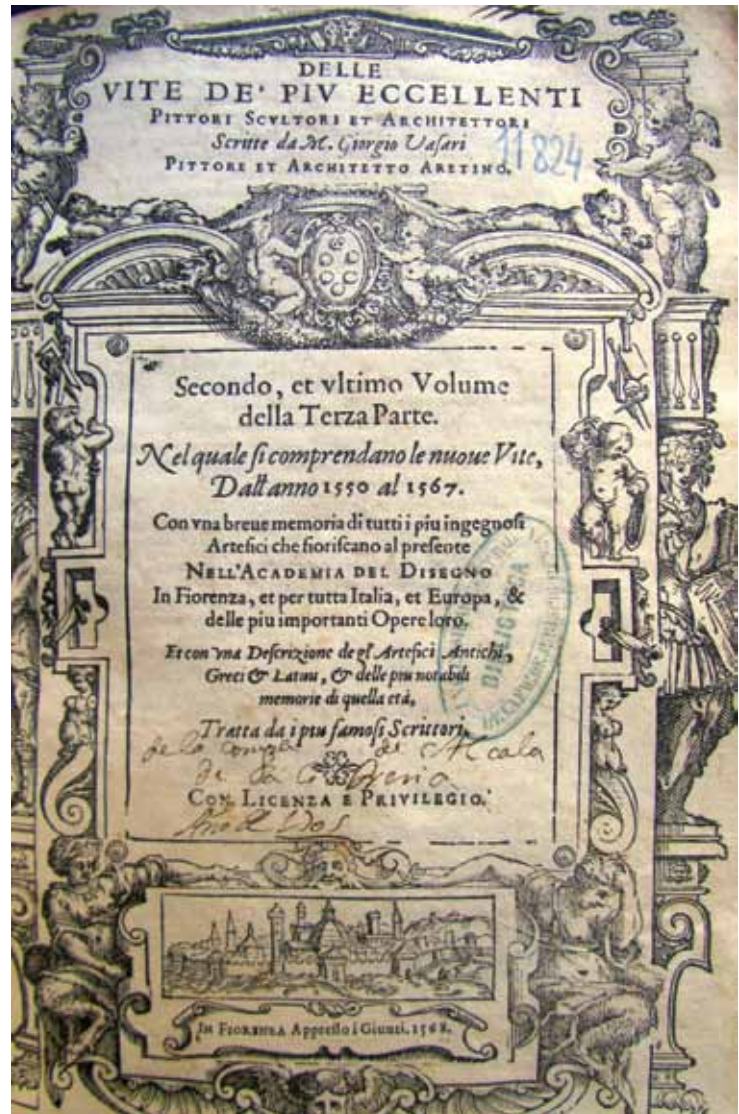 DELLE
VITE DE' PIV ECCELLENTI
PITTORI SCVLTORI ET ARCHITETTORI
Scritte da M. Giorgio Vasari
PITTORE ET ARCHITETTO ARETINO.
11824
Secondo, et vltimo Volume
della Terza Parte.
Nel quale si comprendano le nuoue Vite,
Dall'anno 1550 al 1567.
Con vna breue memoria di tutti i piu ingegnosi
Artefici che fioriscano al presente
NELL'ACADEMIA DEL DISEGNO
In Fiorenza, et per tutta Italia, et Europa, &
delle piu importanti Opere loro.
Et con vna Descrizione degl' Artefici Antichi,
Greci & Latini, & delle piu notabili
memorie di quella età,
Tratta da i piu famosi Scrittori.
de la de Alcala
de la
CON LICENZA E PRIVILEGIO.
BIBLIOTECA
IN FIORENZA Appresso i Giunti, 1568.